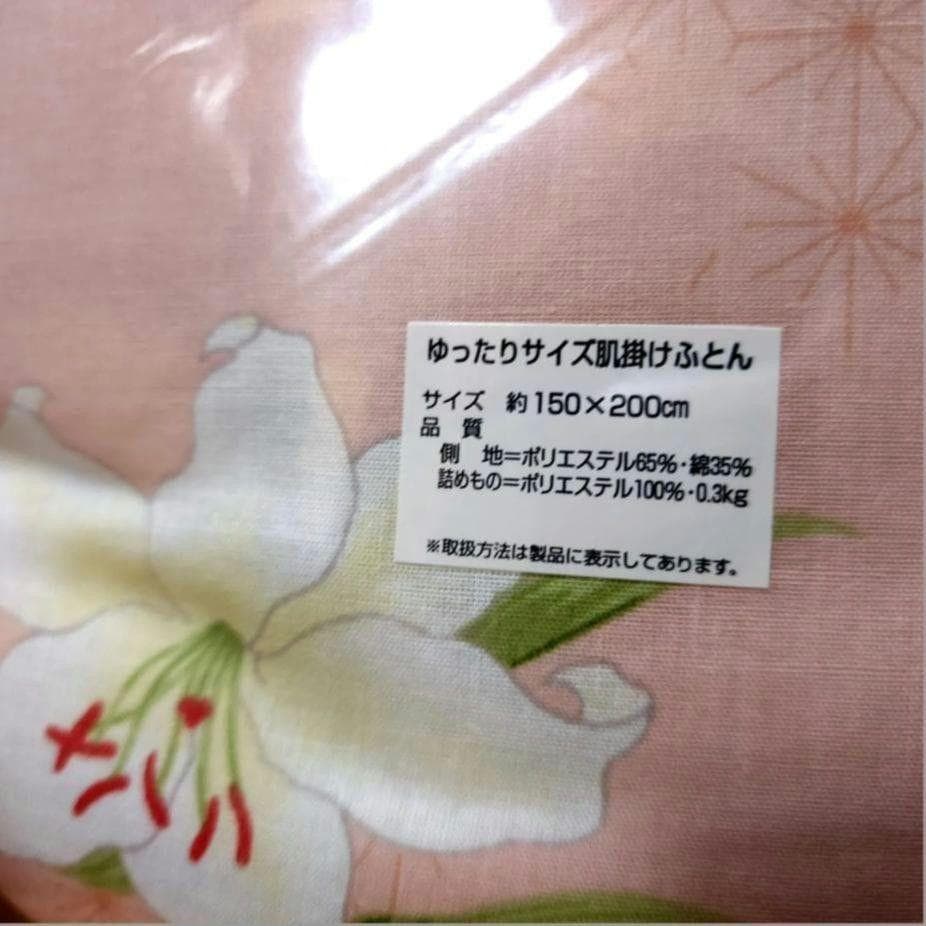 ゆったりサイズ肌掛けふとん
サイズ　約150×200㎝
品　質
側　地＝ポリエステル65%・綿35%
詰めもの＝ポリエステル100%・0.3kg
※取扱方法は製品に表示してあります。